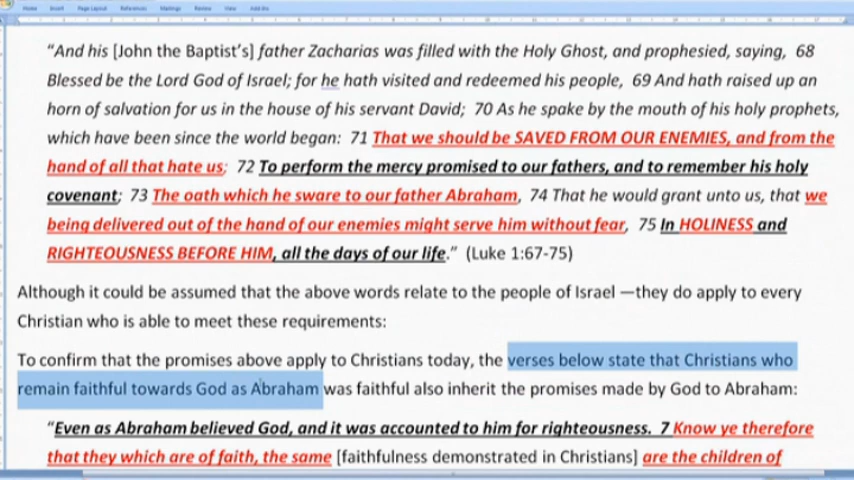 Home Insert Page Layout References Mailings Review View Add-Ins
“And his [John the Baptist’s] father Zacharias was filled with the Holy Ghost, and prophesied, saying, 68
Blessed be the Lord God of Israel; for he hath visited and redeemed his people, 69 And hath raised up an
horn of salvation for us in the house of his servant David; 70 As he spake by the mouth of his holy prophets,
which have been since the world began: 71 That we should be SAVED FROM OUR ENEMIES, and from the
hand of all that hate us; 72 To perform the mercy promised to our fathers, and to remember his holy
covenant; 73 The oath which he sware to our father Abraham, 74 That he would grant unto us, that we
being delivered out of the hand of our enemies might serve him without fear, 75 In HOLINESS and
RIGHTEOUSNESS BEFORE HIM, all the days of our life.” (Luke 1:67-75)
Although it could be assumed that the above words relate to the people of Israel —they do apply to every
Christian who is able to meet these requirements:
To confirm that the promises above apply to Christians today, the verses below state that Christians who
remain faithful towards God as Abraham was faithful also inherit the promises made by God to Abraham:
“Even as Abraham believed God, and it was accounted to him for righteousness. 7 Know ye therefore
that they which are of faith, the same [faithfulness demonstrated in Christians] are the children of